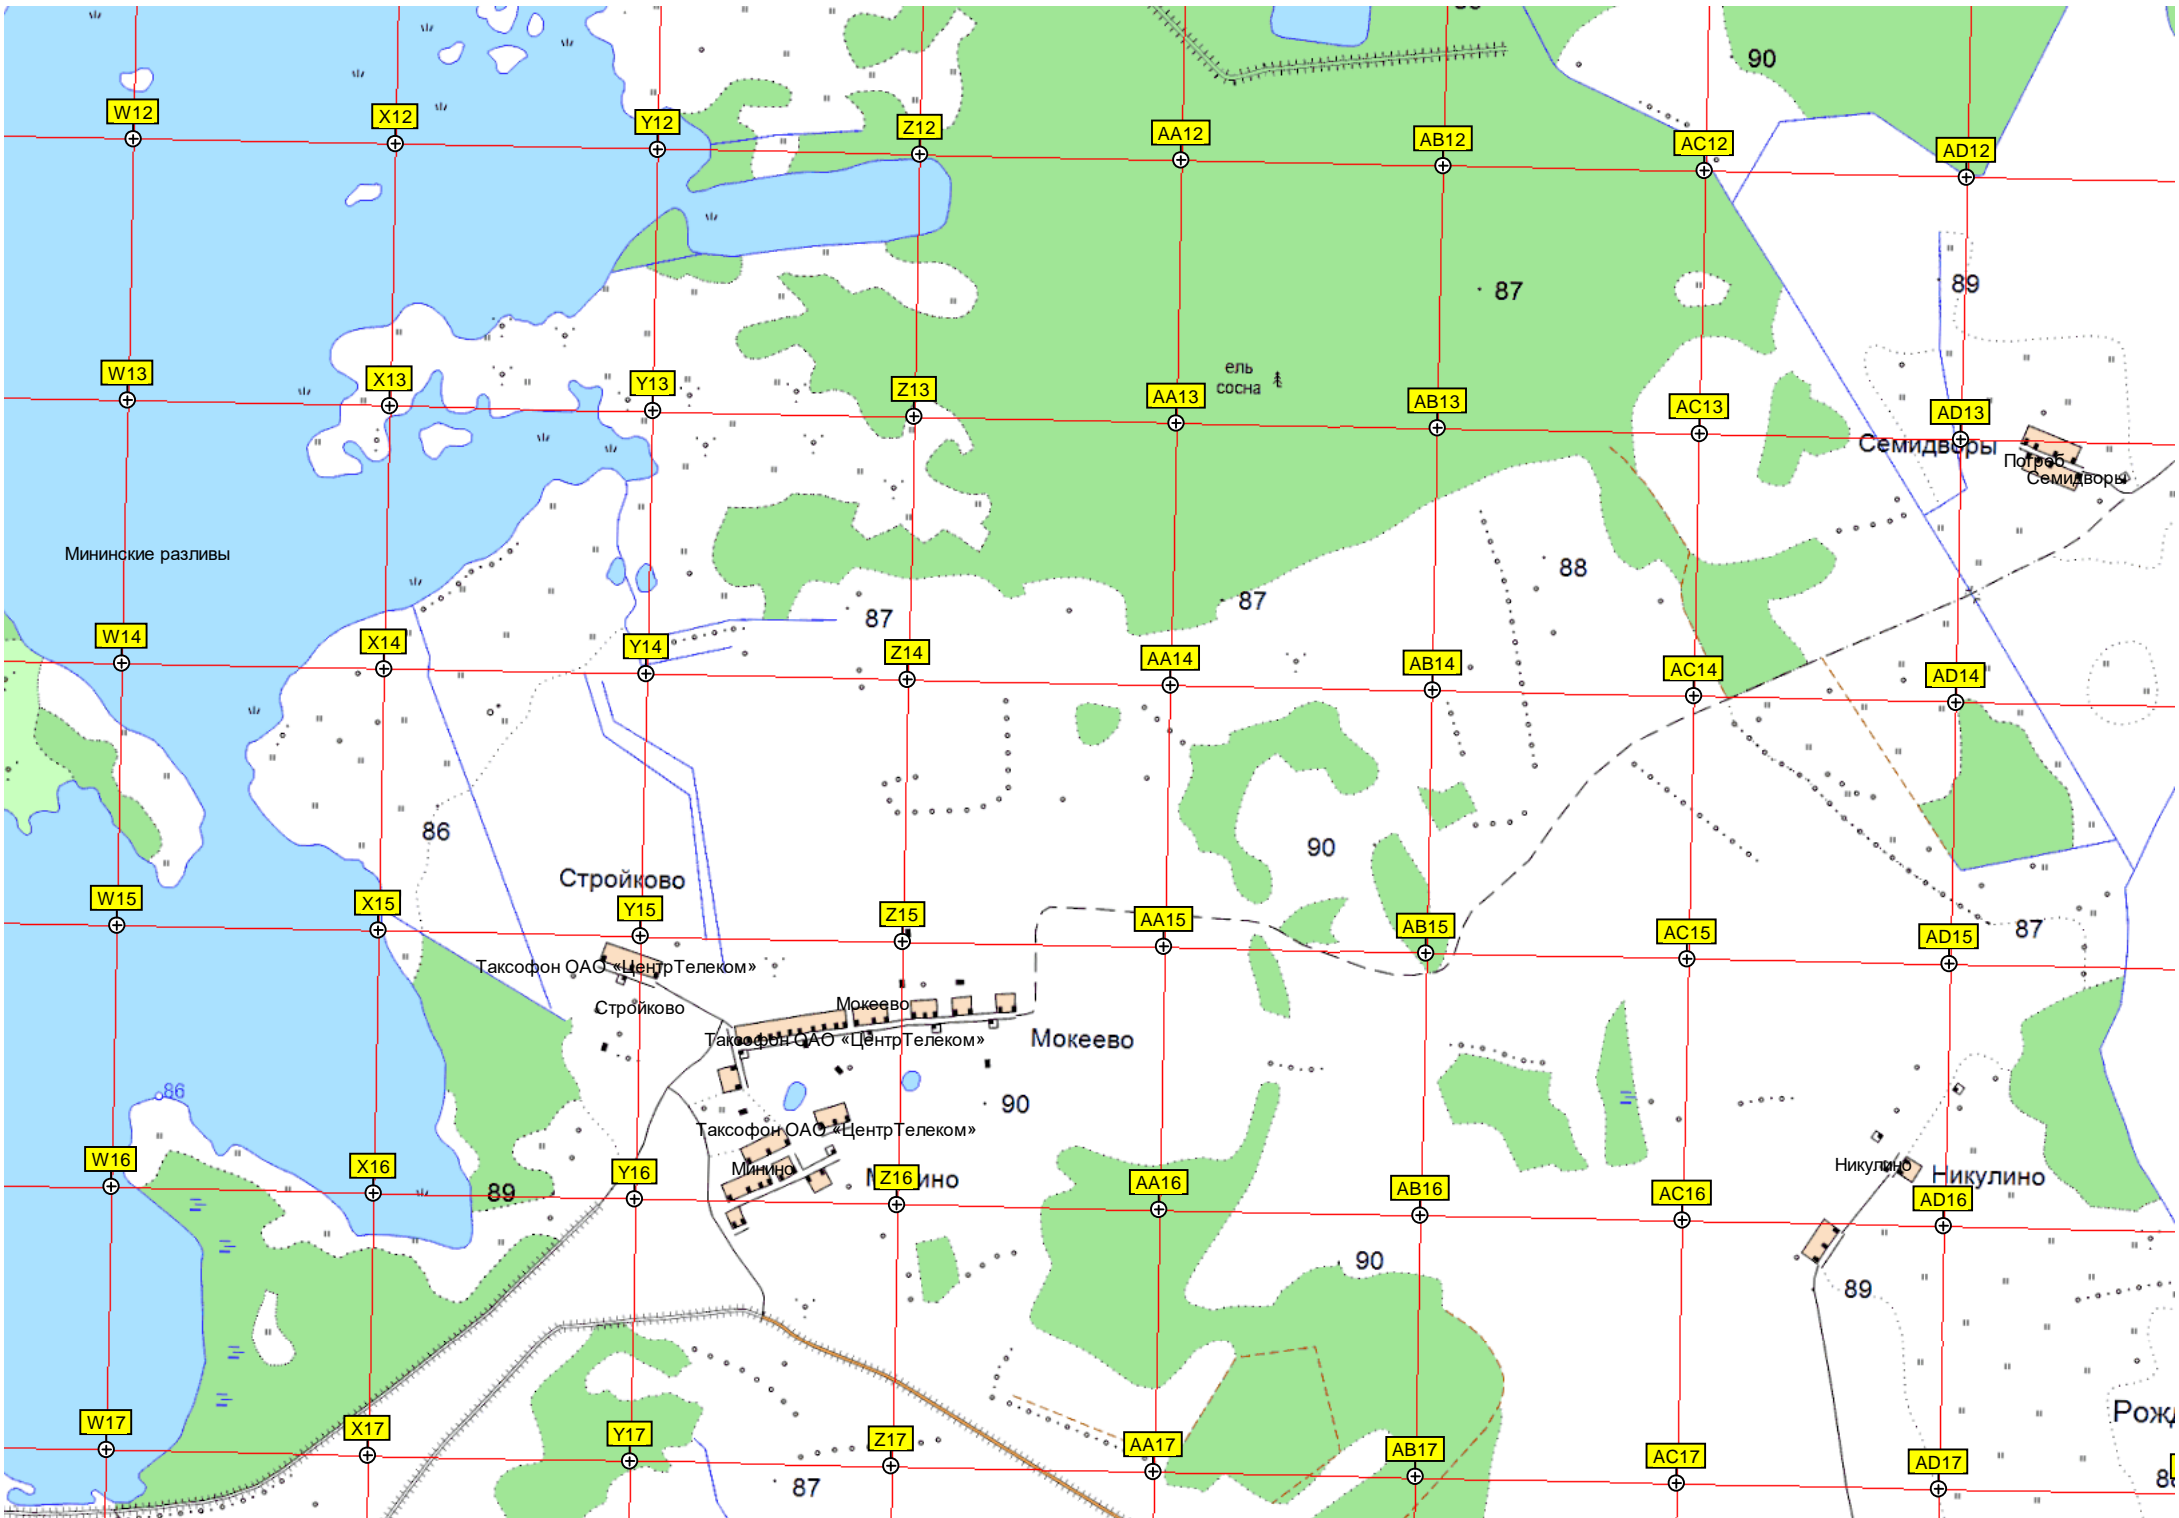 90
W12
X12
Y12
Z12
AA12
AB12
AC12
AD12
89
87
ель
сосна
W13
X13
Y13
Z13
AA13
AB13
AC13
AD13
Семидворы
Погреб
Семидворы
Мининские разливы
88
87
87
W14
X14
Y14
Z14
AA14
AB14
AC14
AD14
86
90
Стройково
W15
X15
Y15
Z15
AA15
AB15
AC15
AD15
87
Таксофон ОАО «ЦентрТелеком»
Стройково
Мокеево
Таксофон ОАО «ЦентрТелеком»
Мокеево
86
90
Таксофон ОАО «ЦентрТелеком»
Минино
W16
X16
Y16
Z16
AA16
AB16
AC16
AD16
89
Никулино
Никулино
90
89
W17
X17
Y17
Z17
AA17
AB17
AC17
AD17
87